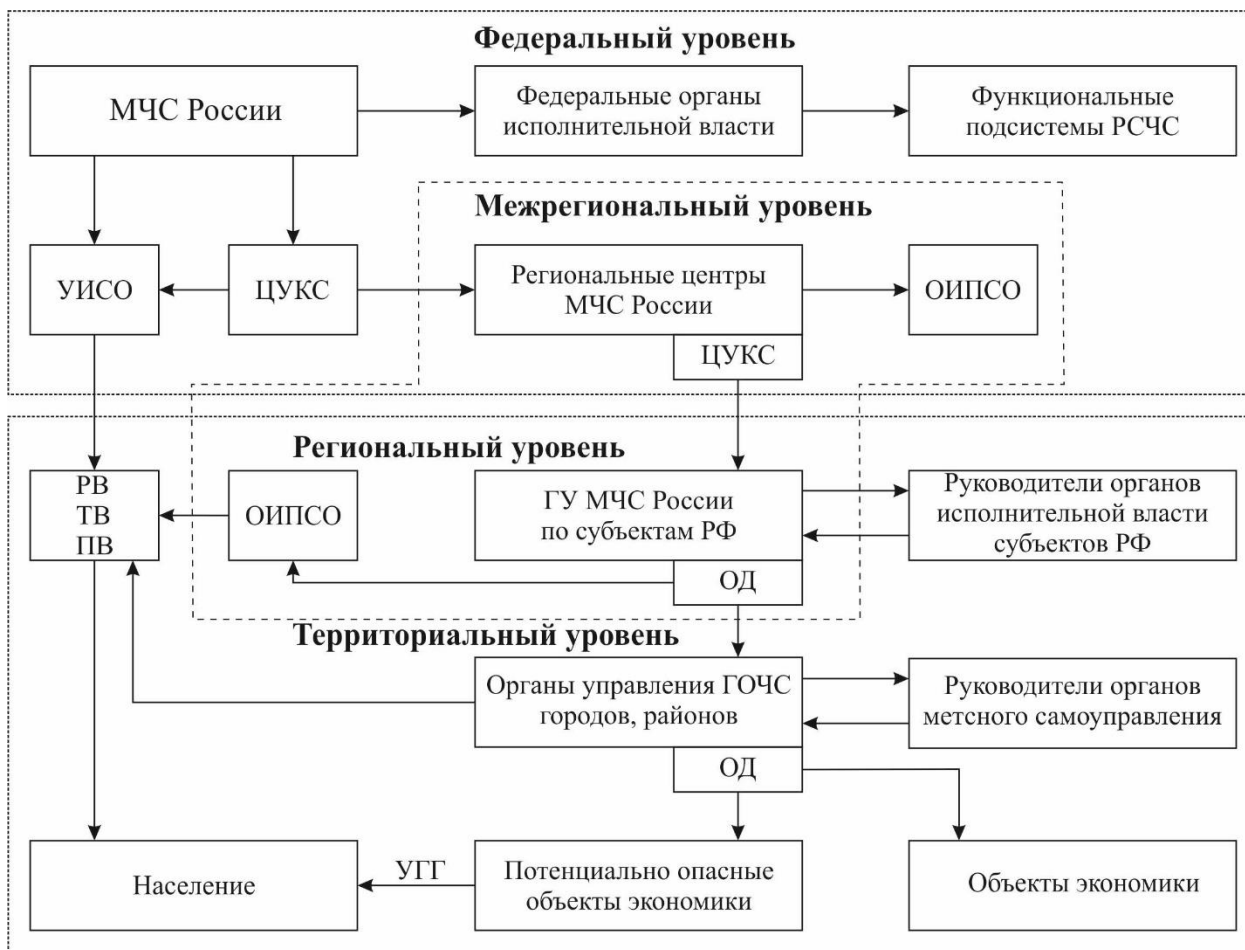 Федеральный уровень
МЧС России
Федеральные органы
исполнительной власти
Функциональные
подсистемы РСЧС
Межрегиональный уровень
УИСО
ЦУКС
Региональные центры
МЧС России
ОИПСО
ЦУКС
Региональный уровень
РВ
ТВ
ПВ
ОИПСО
ГУ МЧС России
по субъектам РФ
Руководители органов
исполнительной власти
субъектов РФ
ОД
Территориальный уровень
Органы управления ГОЧС
городов, районов
Руководители органов
метсного самоуправления
ОД
Население
УГГ
Потенциально опасные
объекты экономики
Объекты экономики